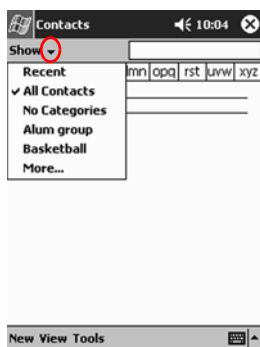 Contacts 10:04
Show
Recent lmn opq rst uvw xyz
All Contacts
No Categories
Alum group
Basketball
More...
New View Tools